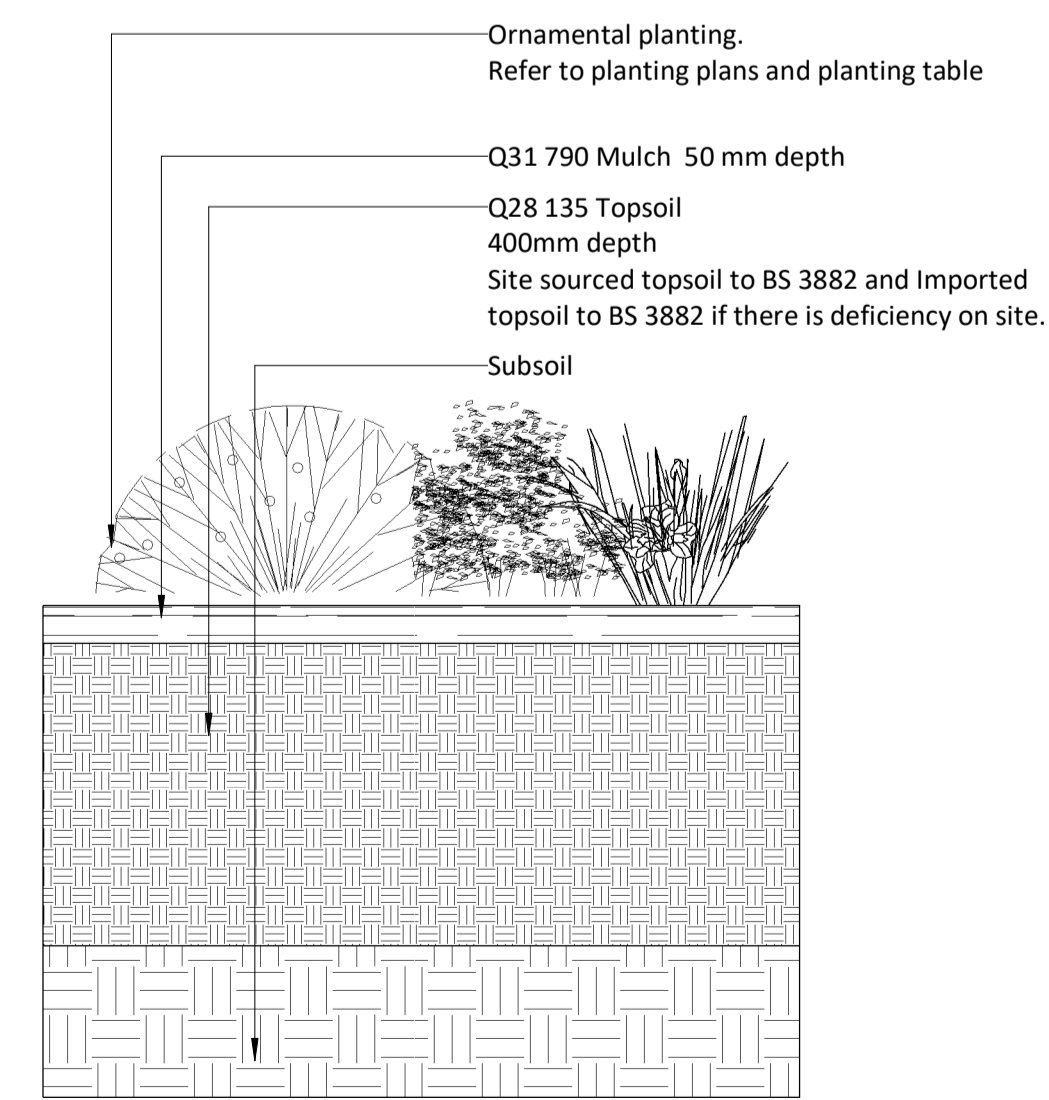 Ornamental planting.
Refer to planting plans and planting table
Q31 790 Mulch  50 mm depth
Q28 135 Topsoil
400mm depth
Site sourced topsoil to BS 3882 and Imported
topsoil to BS 3882 if there is deficiency on site.
Subsoil